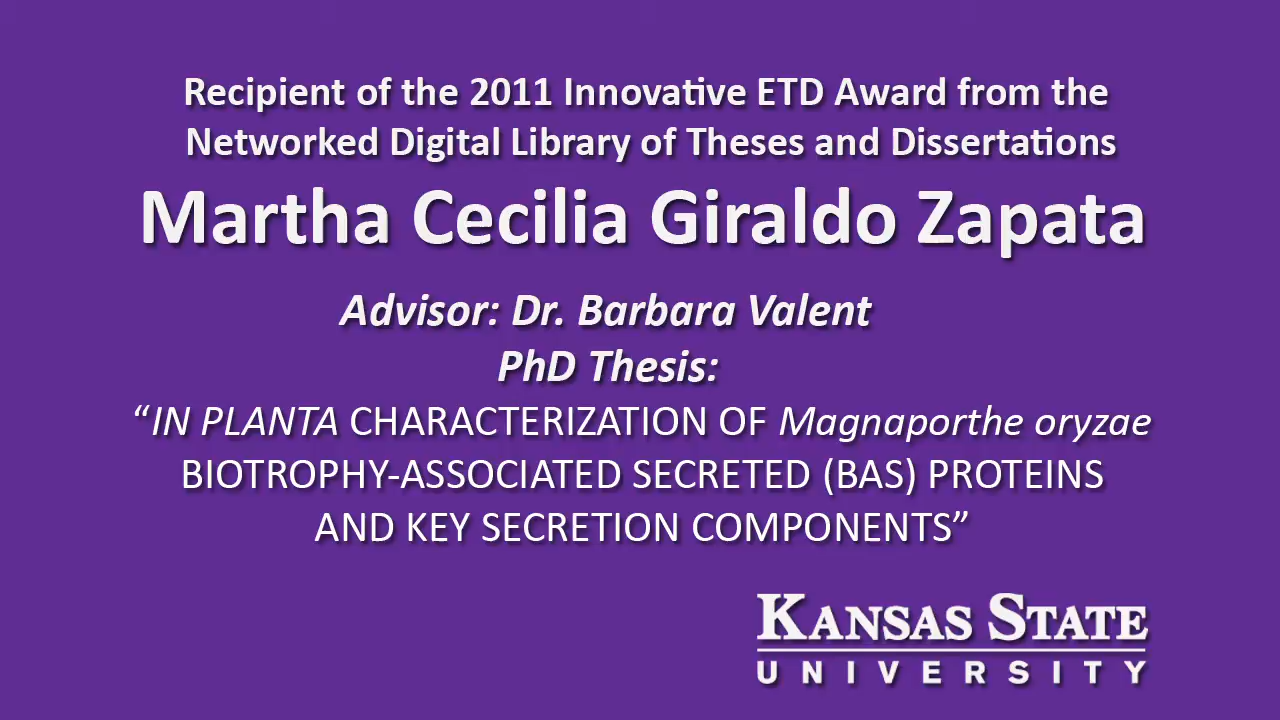 Recipient of the 2011 Innovative ETD Award from the
Networked Digital Library of Theses and Dissertations
Martha Cecilia Giraldo Zapata
Advisor: Dr. Barbara Valent
PhD Thesis:
“IN PLANTA CHARACTERIZATION OF Magnaporthe oryzae
BIOTROPHY-ASSOCIATED SECRETED (BAS) PROTEINS
AND KEY SECRETION COMPONENTS”
KANSAS STATE
UNIVERSITY